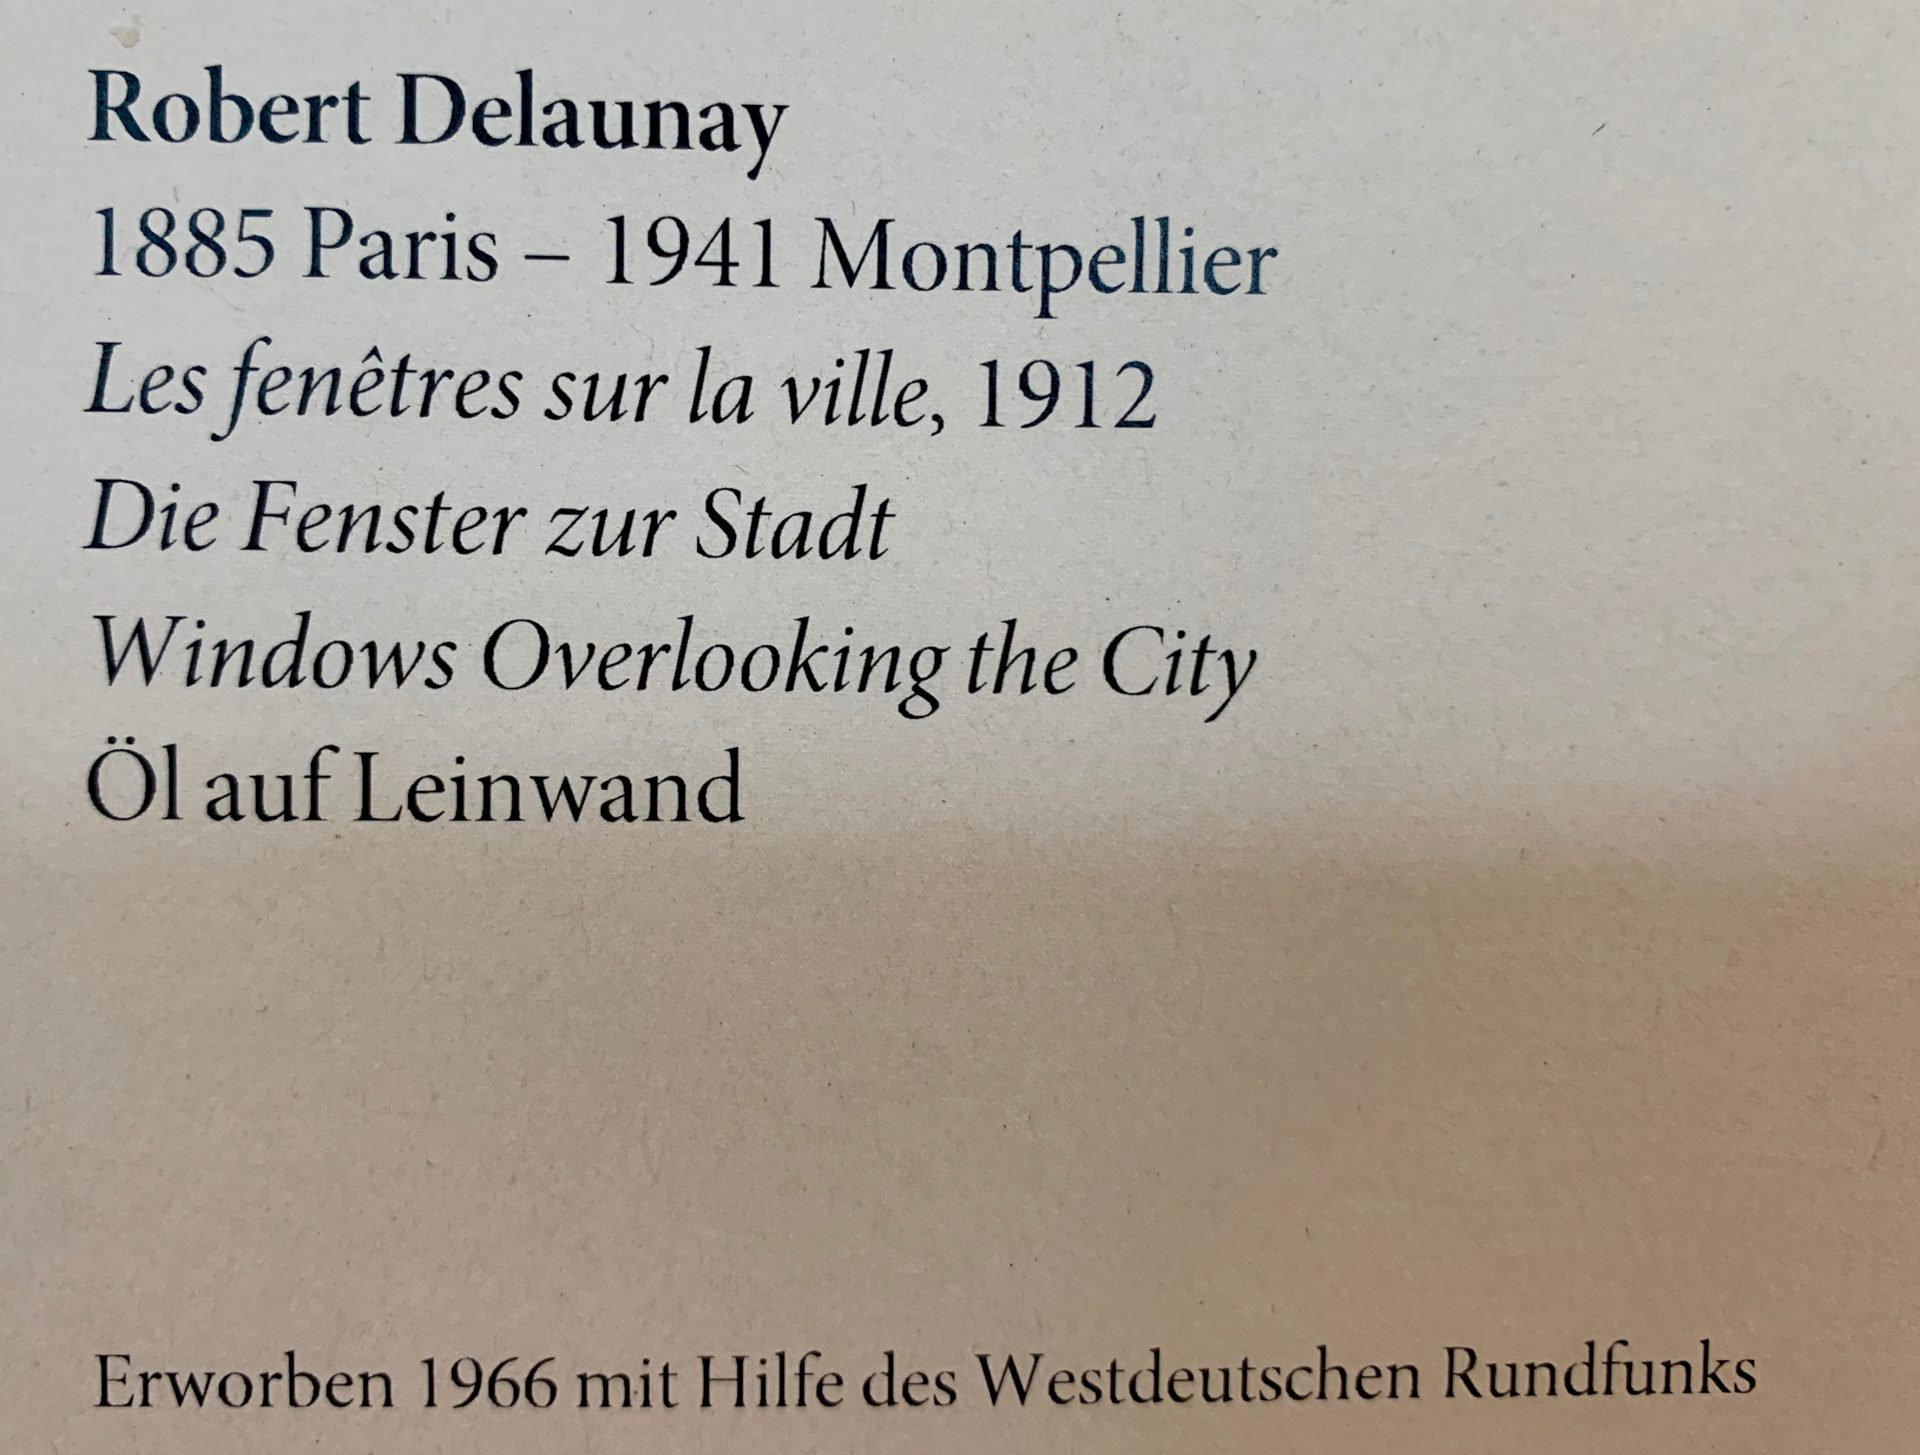 Robert Delaunay
1885 Paris – 1941 Montpellier
Les fenêtres sur la ville, 1912
Die Fenster zur Stadt
Windows Overlooking the City
Öl auf Leinwand
Erworben 1966 mit Hilfe des Westdeutschen Rundfunks